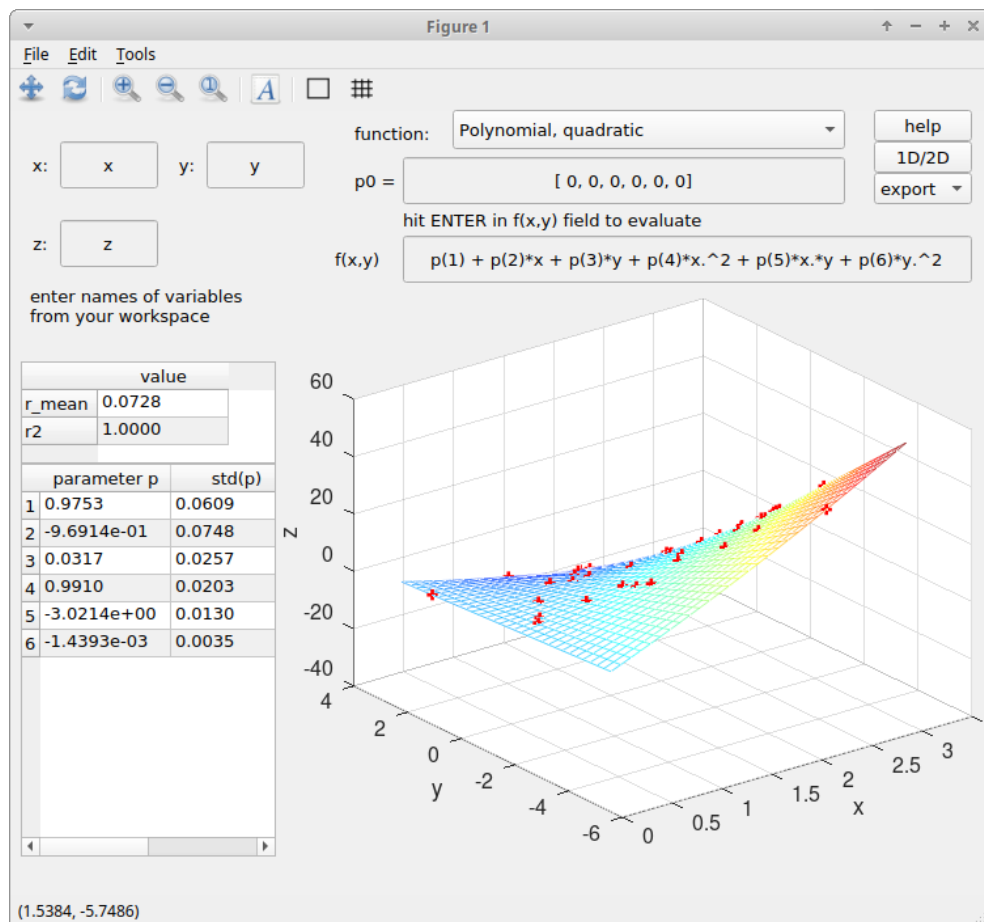 Figure 1
File Edit Tools
A
function: Polynomial, quadratic help
x: x y: y 1D/2D
p0 = [ 0, 0, 0, 0, 0, 0] export
hit ENTER in f(x,y) field to evaluate
z: z f(x,y) p(1) + p(2)*x + p(3)*y + p(4)*x.^2 + p(5)*x.*y + p(6)*y.^2
enter names of variables
from your workspace
value
r_mean 0.0728
r2 1.0000
parameter p std(p)
1 0.9753 0.0609
2 -9.6914e-01 0.0748
3 0.0317 0.0257
4 0.9910 0.0203
5 -3.0214e+00 0.0130
6 -1.4393e-03 0.0035
60
40
20
0
-20
-40
z
4
2
0
-2
-4
-6
y
0
0.5
1
1.5
2
2.5
3
x
(1.5384, -5.7486)